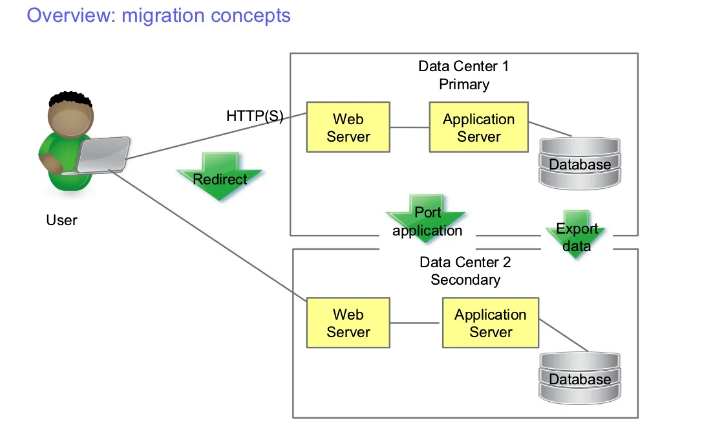 Overview: migration concepts
Data Center 1
Primary
HTTP(S)
Web
Server
Application
Server
Database
Redirect
User
Port
application
Export
data
Data Center 2
Secondary
Web
Server
Application
Server
Database